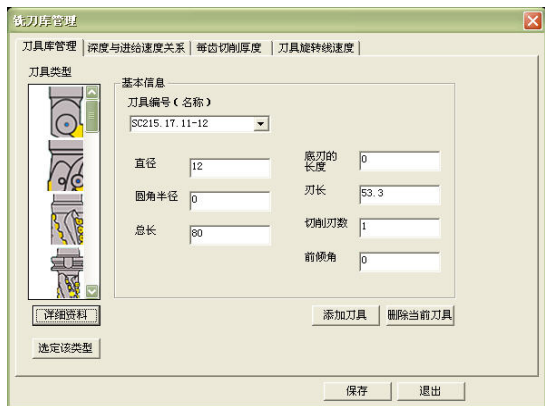 铣刀库管理
刀具库管理 深度与进给速度关系 每齿切削厚度 刀具旋转线速度
刀具类型
基本信息
刀具编号(名称)
SC215.17.11-12
直径 12
底刃的长度 0
圆角半径 0
刃长 53.3
总长 80
切削刃数 1
前倾角 0
详细资料
添加刀具 删除当前刀具
选定该类型
保存 退出